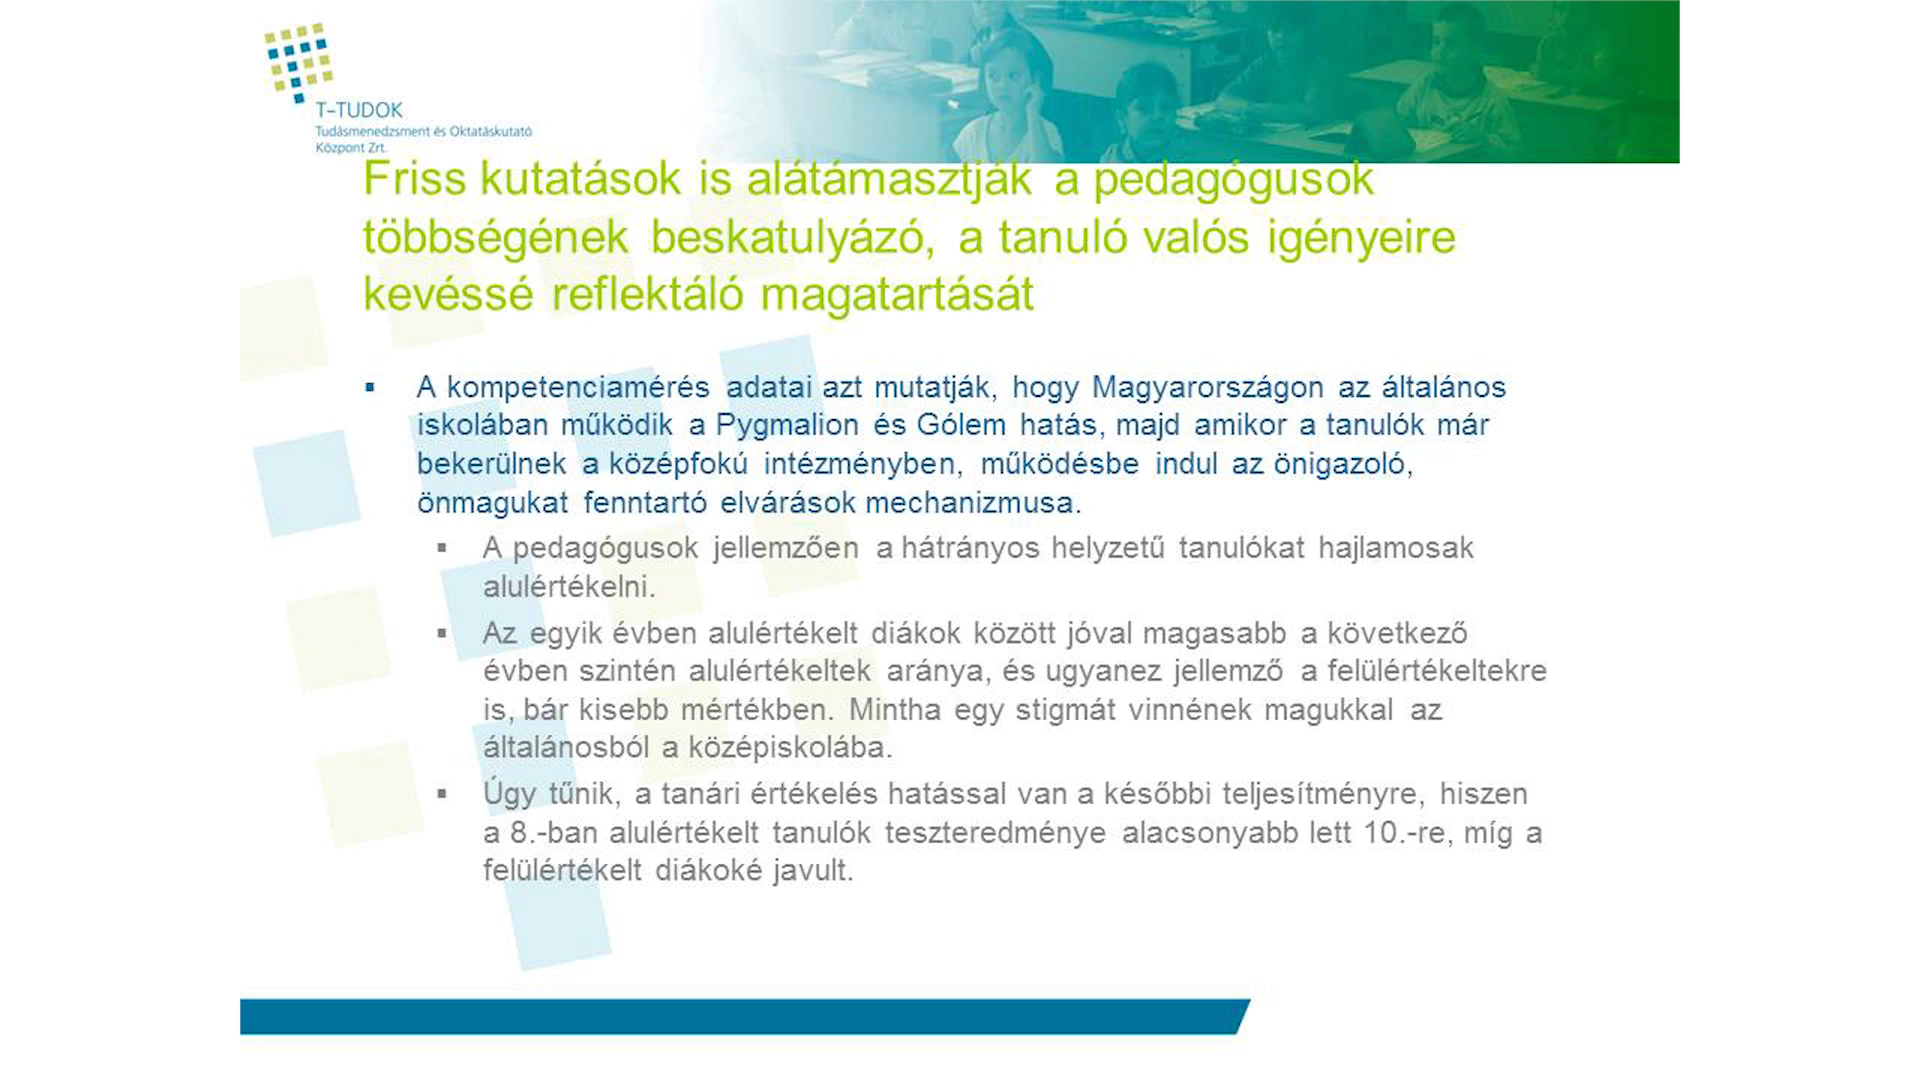 T-TUDOK
Tudásmenedzsment és Oktatáskutató
Központ Zrt.
Friss kutatások is alátámasztják a pedagógusok
többségének beskatulyázó, a tanuló valós igényeire
kevéssé reflektáló magatartását
▪ A kompetenciamérés adatai azt mutatják, hogy Magyarországon az általános
iskolában működik a Pygmalion és Gólem hatás, majd amikor a tanulók már
bekerülnek a középfokú intézményben, működésbe indul az önigazoló,
önmagukat fenntartó elvárások mechanizmusa.
▪ A pedagógusok jellemzően a hátrányos helyzetű tanulókat hajlamosak
alulértékelni.
▪ Az egyik évben alulértékelt diákok között jóval magasabb a következő
évben szintén alulértékeltek aránya, és ugyanez jellemző a felülértékeltekre
is, bár kisebb mértékben. Mintha egy stigmát vinnének magukkal az
általánosból a középiskolába.
▪ Úgy tűnik, a tanári értékelés hatással van a későbbi teljesítményre, hiszen
a 8.-ban alulértékelt tanulók teszteredménye alacsonyabb lett 10.-re, míg a
felülértékelt diákoké javult.